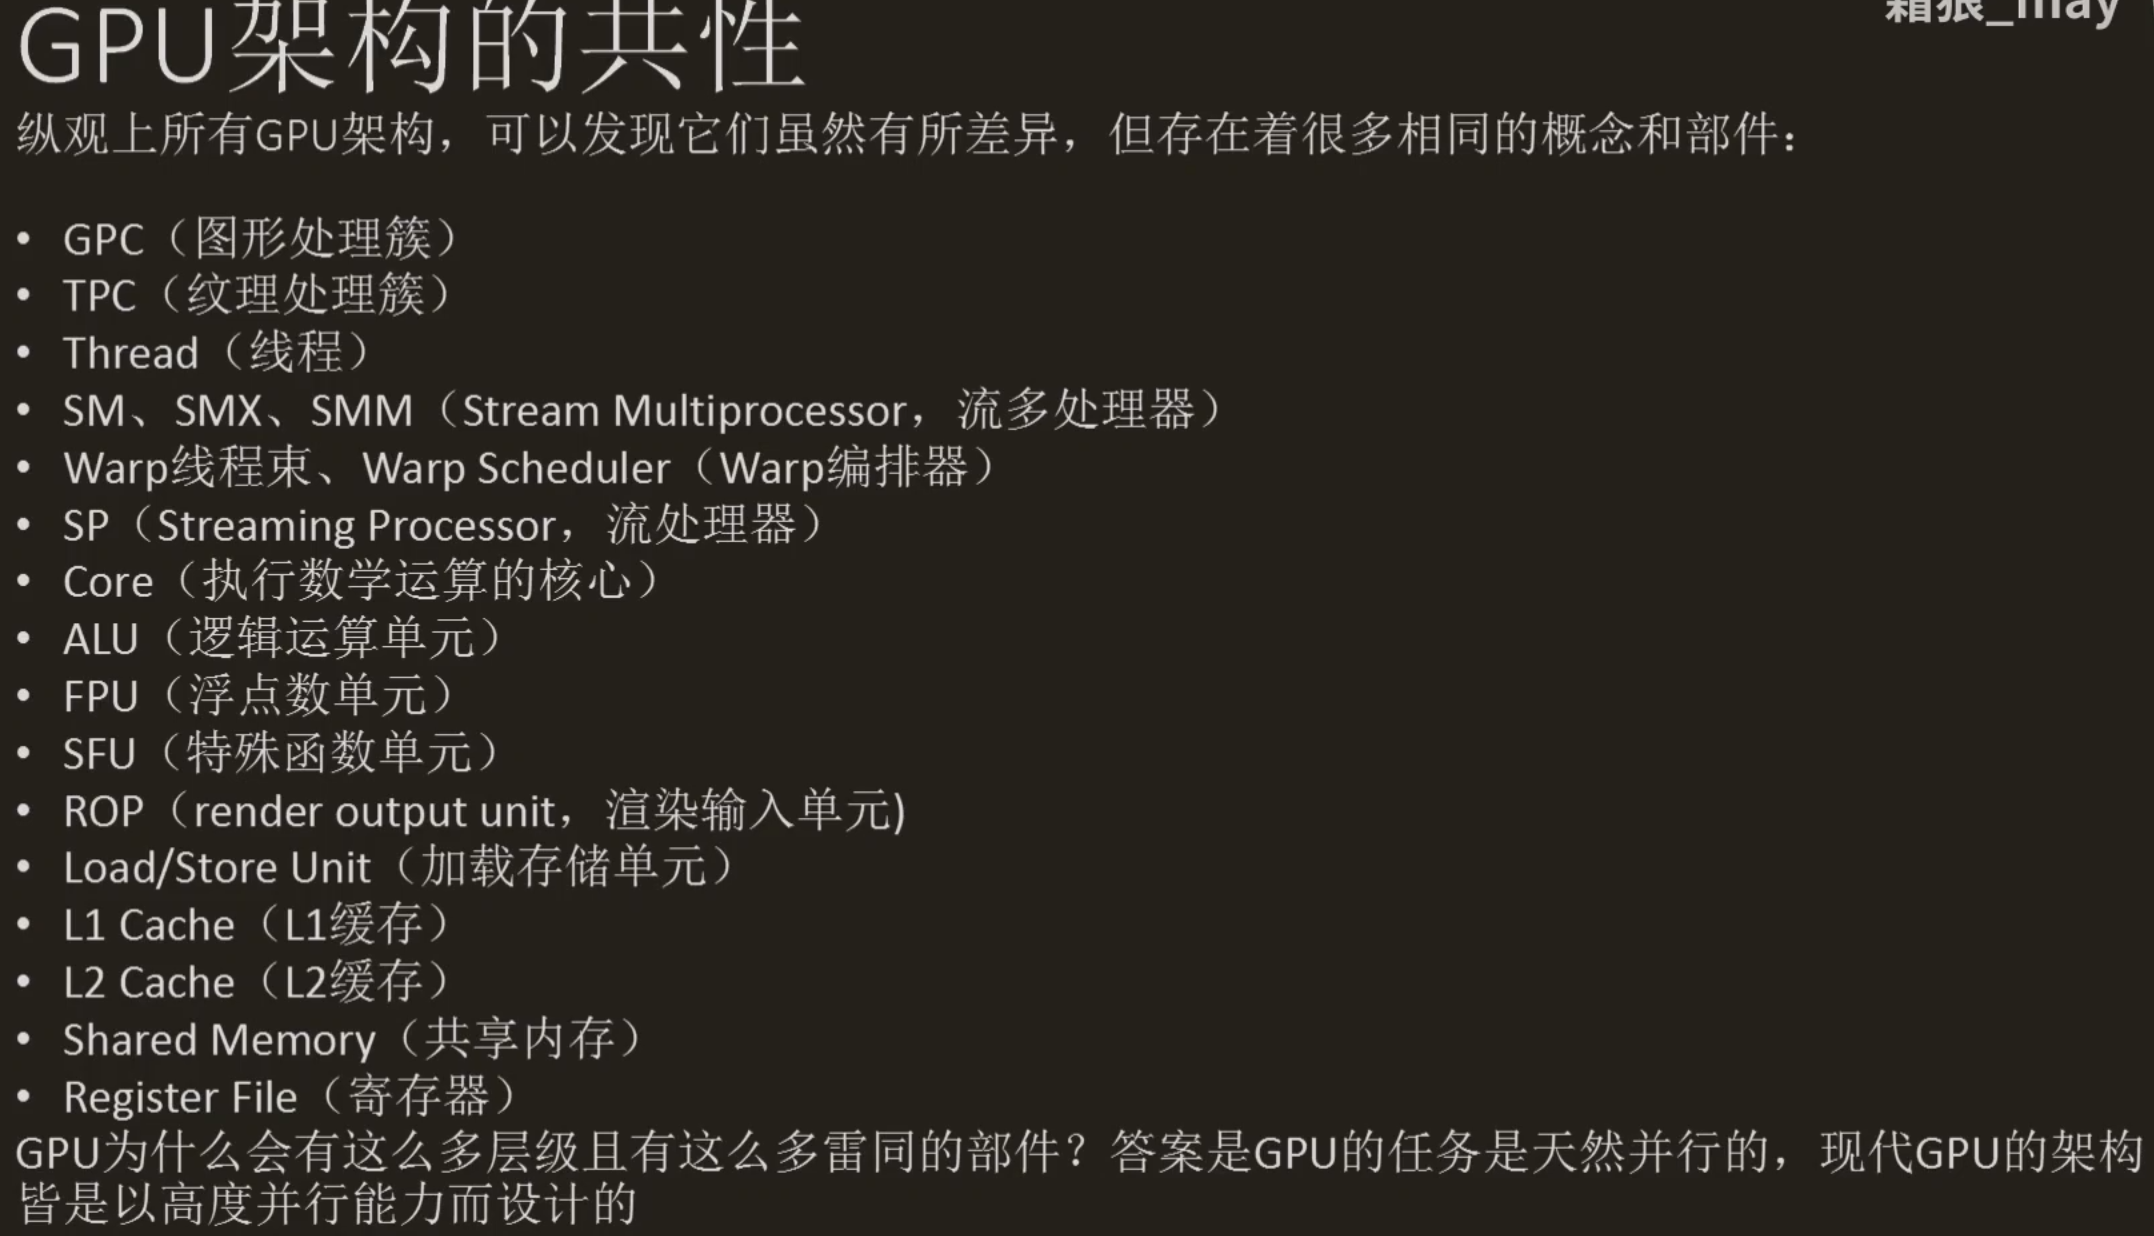 霜狼_may
GPU架构的共性
纵观上所有GPU架构，可以发现它们虽然有所差异，但存在着很多相同的概念和部件：
• GPC（图形处理簇）
• TPC（纹理处理簇）
• Thread（线程）
• SM、SMX、SMM（Stream Multiprocessor，流多处理器）
• Warp线程束、Warp Scheduler（Warp编排器）
• SP（Streaming Processor，流处理器）
• Core（执行数学运算的核心）
• ALU（逻辑运算单元）
• FPU（浮点数单元）
• SFU（特殊函数单元）
• ROP（render output unit，渲染输入单元)
• Load/Store Unit（加载存储单元）
• L1 Cache（L1缓存）
• L2 Cache（L2缓存）
• Shared Memory（共享内存）
• Register File（寄存器）
GPU为什么会有这么多层级且有这么多雷同的部件？答案是GPU的任务是天然并行的，现代GPU的架构
皆是以高度并行能力而设计的